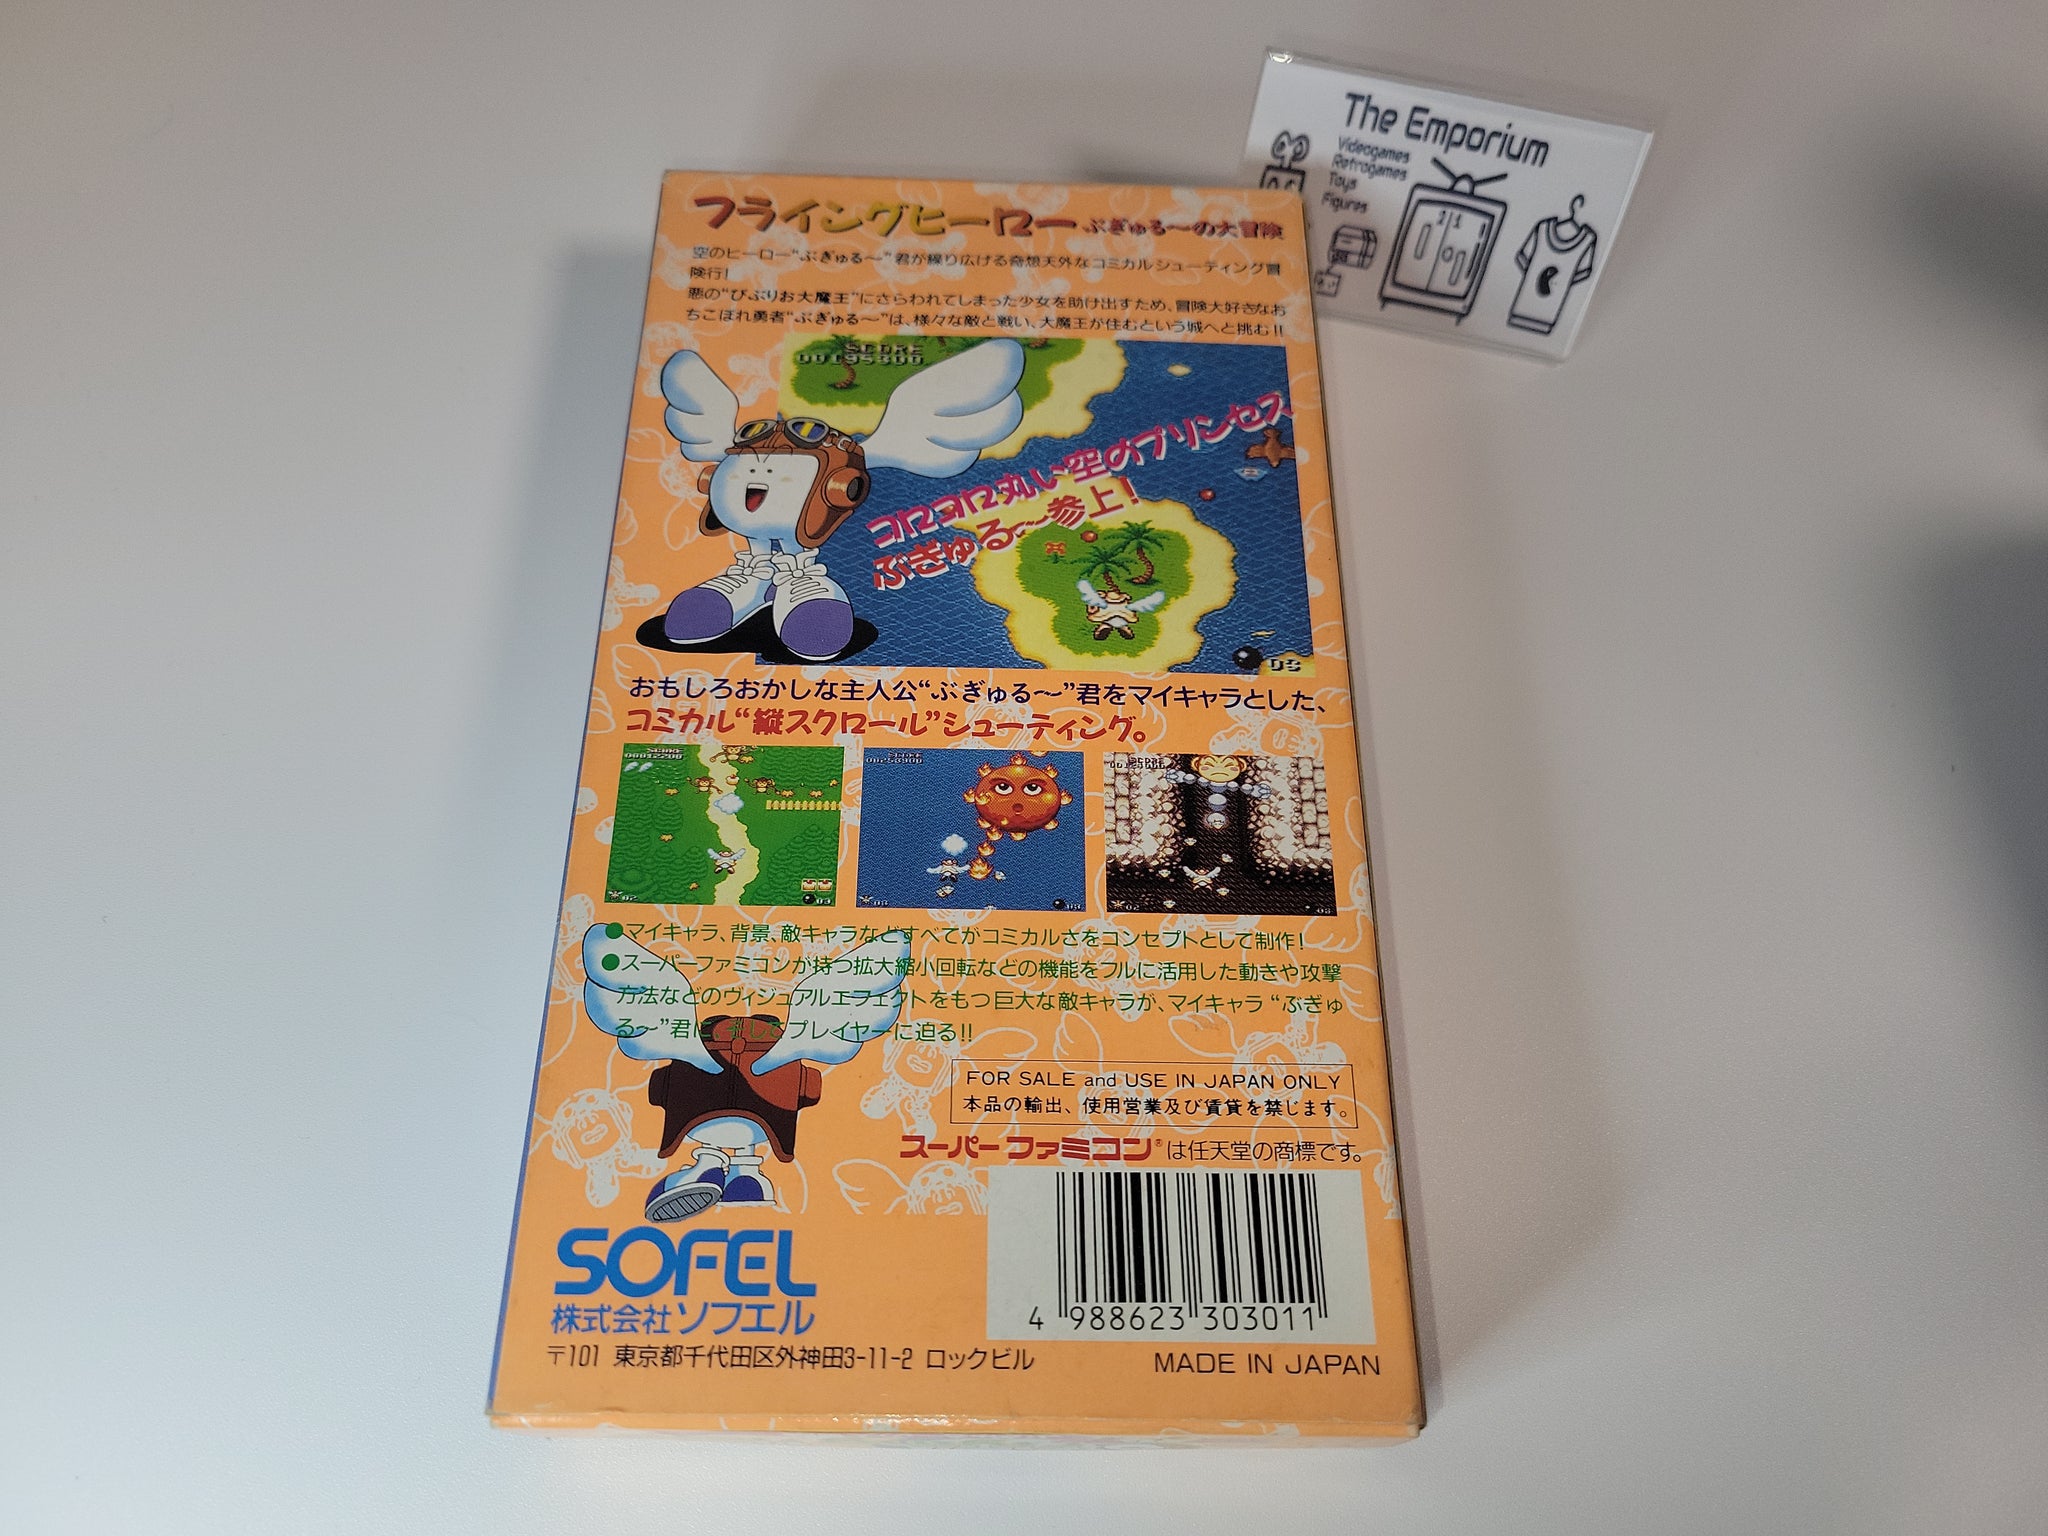 The Emporium
Videogames
Retrogames
Toys
Figures
フライングヒーロー ぶぎゅる〜の大冒険
空のヒーロー“ぶぎゅる〜”君が繰り広げる奇想天外なコミカルシューティング冒
険行!
悪の“びぶりお大魔王”にさらわれてしまった少女を助け出すため、冒険大好きなお
ちこぼれ勇者“ぶぎゅる〜”は、様々な敵と戦い、大魔王が住むという城へと挑む!!
SCORE
コロコロ丸い空のプリンセス
ぶぎゅる〜参上!
03
おもしろおかしな主人公“ぶぎゅる〜”君をマイキャラとした、
コミカル“縦スクロール”シューティング。
●マイキャラ、背景、敵キャラなどすべてがコミカルさをコンセプトとして制作!
●スーパーファミコンが持つ拡大縮小回転などの機能をフルに活用した動きや攻撃
方法などのヴィジュアルエフェクトをもつ巨大な敵キャラが、マイキャラ“ぶぎゅ
る〜”君に、そしてプレイヤーに迫る!!
FOR SALE and USE IN JAPAN ONLY
本品の輸出、使用営業及び賃貸を禁じます。
スーパーファミコン®は任天堂の商標です。
SOFEL
株式会社ソフエル
4 988623 303011
〒101 東京都千代田区外神田3-11-2 ロックビル
MADE IN JAPAN